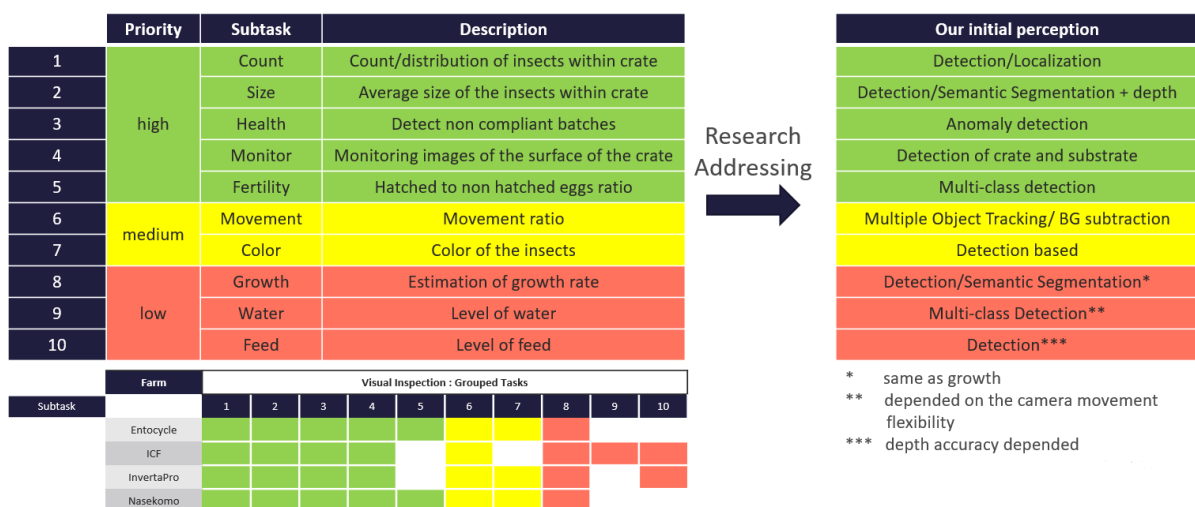 Priority Subtask Description Our initial perception
1 high Count Count/distribution of insects within crate Detection/Localization
2 Size Average size of the insects within crate Detection/Semantic Segmentation + depth
3 Health Detect non compliant batches Anomaly detection
4 Monitor Monitoring images of the surface of the crate Detection of crate and substrate
5 Fertility Hatched to non hatched eggs ratio Multi-class detection
Research
Addressing
6 medium Movement Movement ratio Multiple Object Tracking/ BG subtraction
7 Color Color of the insects Detection based
8 low Growth Estimation of growth rate Detection/Semantic Segmentation*
9 Water Level of water Multi-class Detection**
10 Feed Level of feed Detection***
Farm Visual Inspection : Grouped Tasks
Subtask 1 2 3 4 5 6 7 8 9 10
Entocycle
ICF
InvertaPro
Nasekomo
* same as growth
** depended on the camera movement
flexibility
*** depth accuracy depended